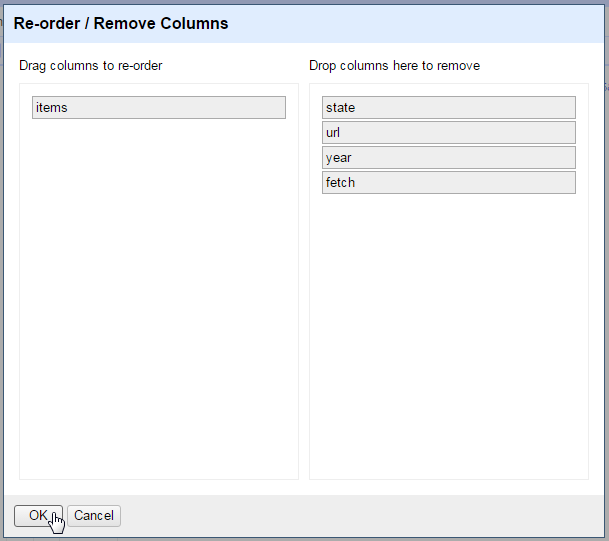 Re-order / Remove Columns
Drag columns to re-order
Drop columns here to remove
items
state
url
year
fetch
OK
Cancel